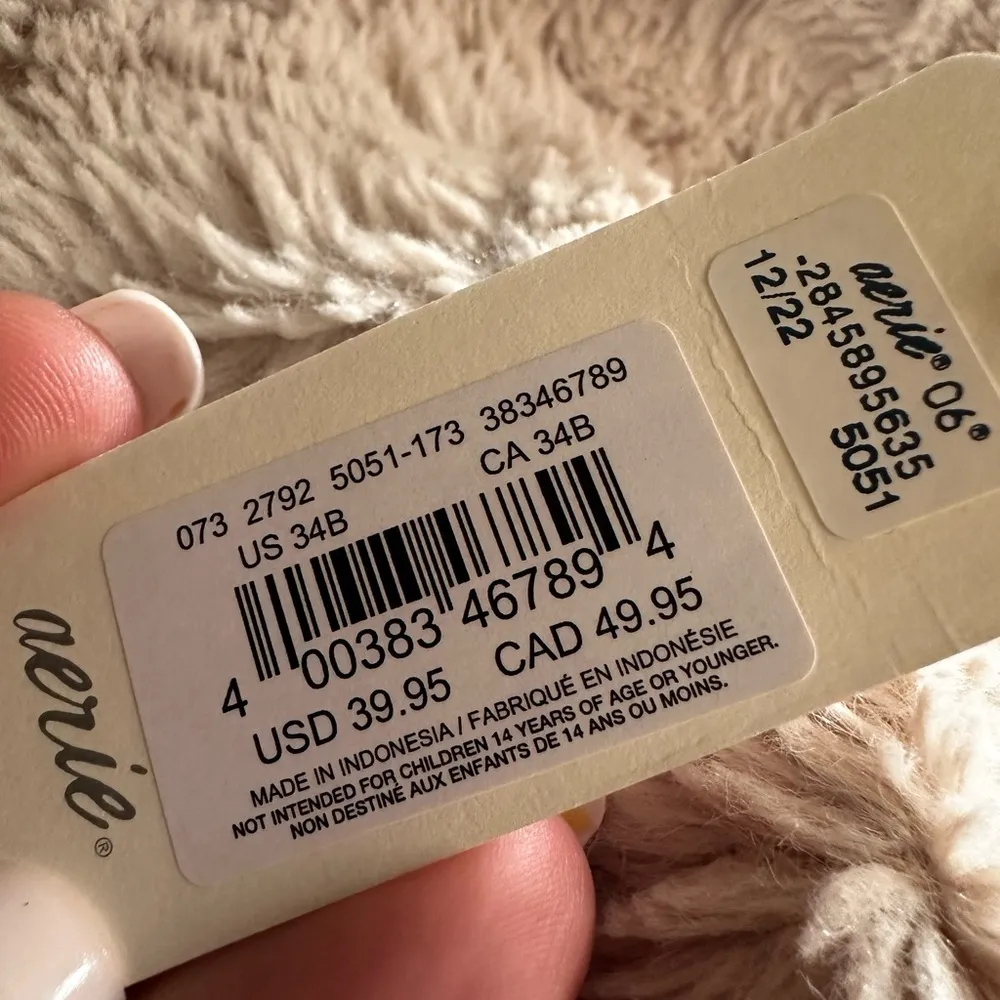 aerie®
073 2792 5051-173 38346789
US 34B CA 34B
4 00383 46789 4
USD 39.95 CAD 49.95
MADE IN INDONESIA / FABRIQUÉ EN INDONÉSIE
NOT INTENDED FOR CHILDREN 14 YEARS OF AGE OR YOUNGER.
NON DESTINÉ AUX ENFANTS DE 14 ANS OU MOINS.
aerie® 06®
-2845895635
12/22 5051